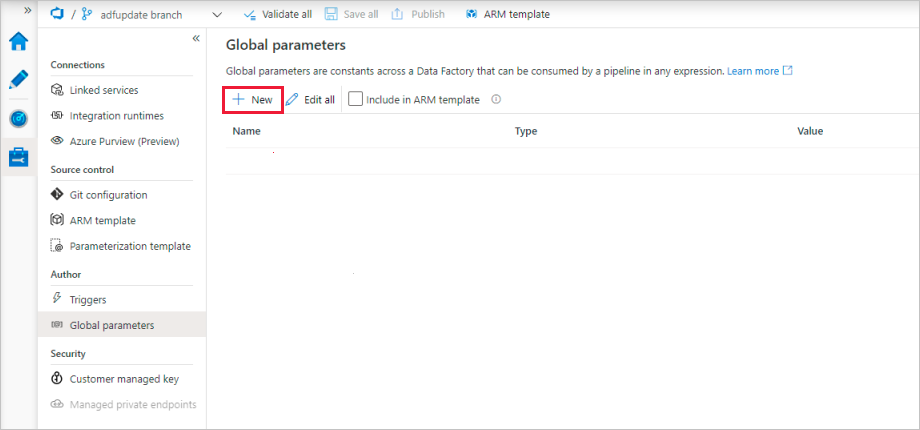 » / adfupdate branch Validate all Save all Publish ARM template
«
Global parameters
Global parameters are constants across a Data Factory that can be consumed by a pipeline in any expression. Learn more
+ New Edit all Include in ARM template
Name Type Value
Connections
Linked services
Integration runtimes
Azure Purview (Preview)
Source control
Git configuration
ARM template
Parameterization template
Author
Triggers
Global parameters
Security
Customer managed key
Managed private endpoints